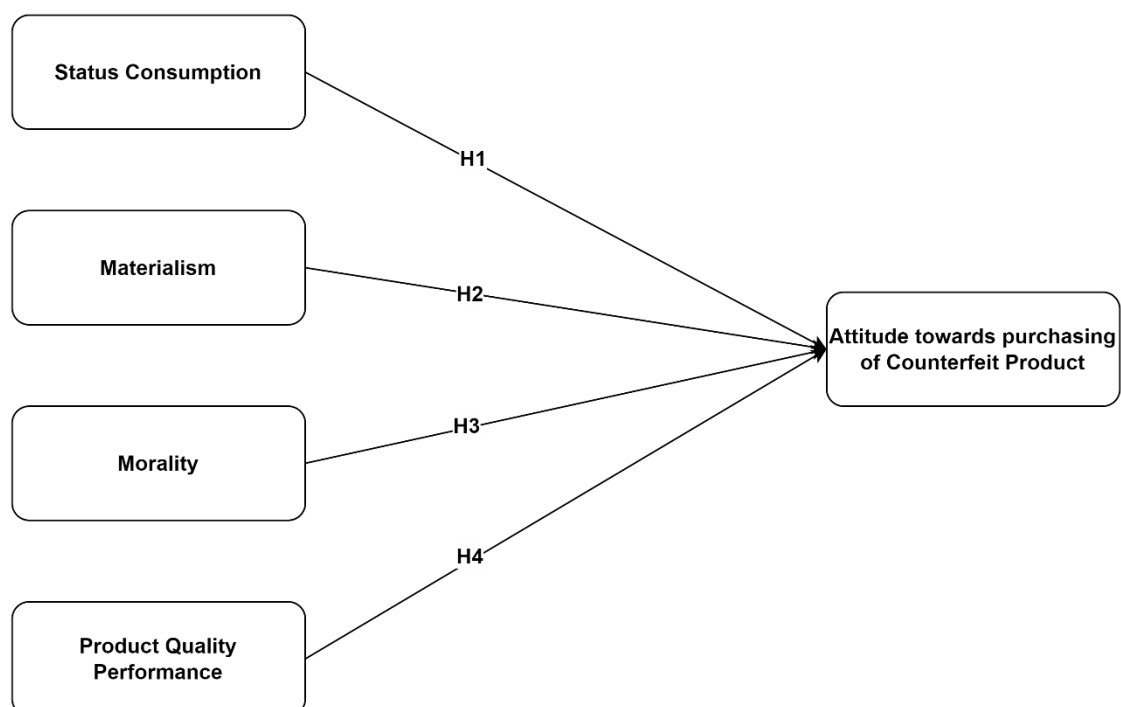 Status Consumption
H1
Materialism
H2
Attitude towards purchasing
of Counterfeit Product
H3
Morality
H4
Product Quality
Performance